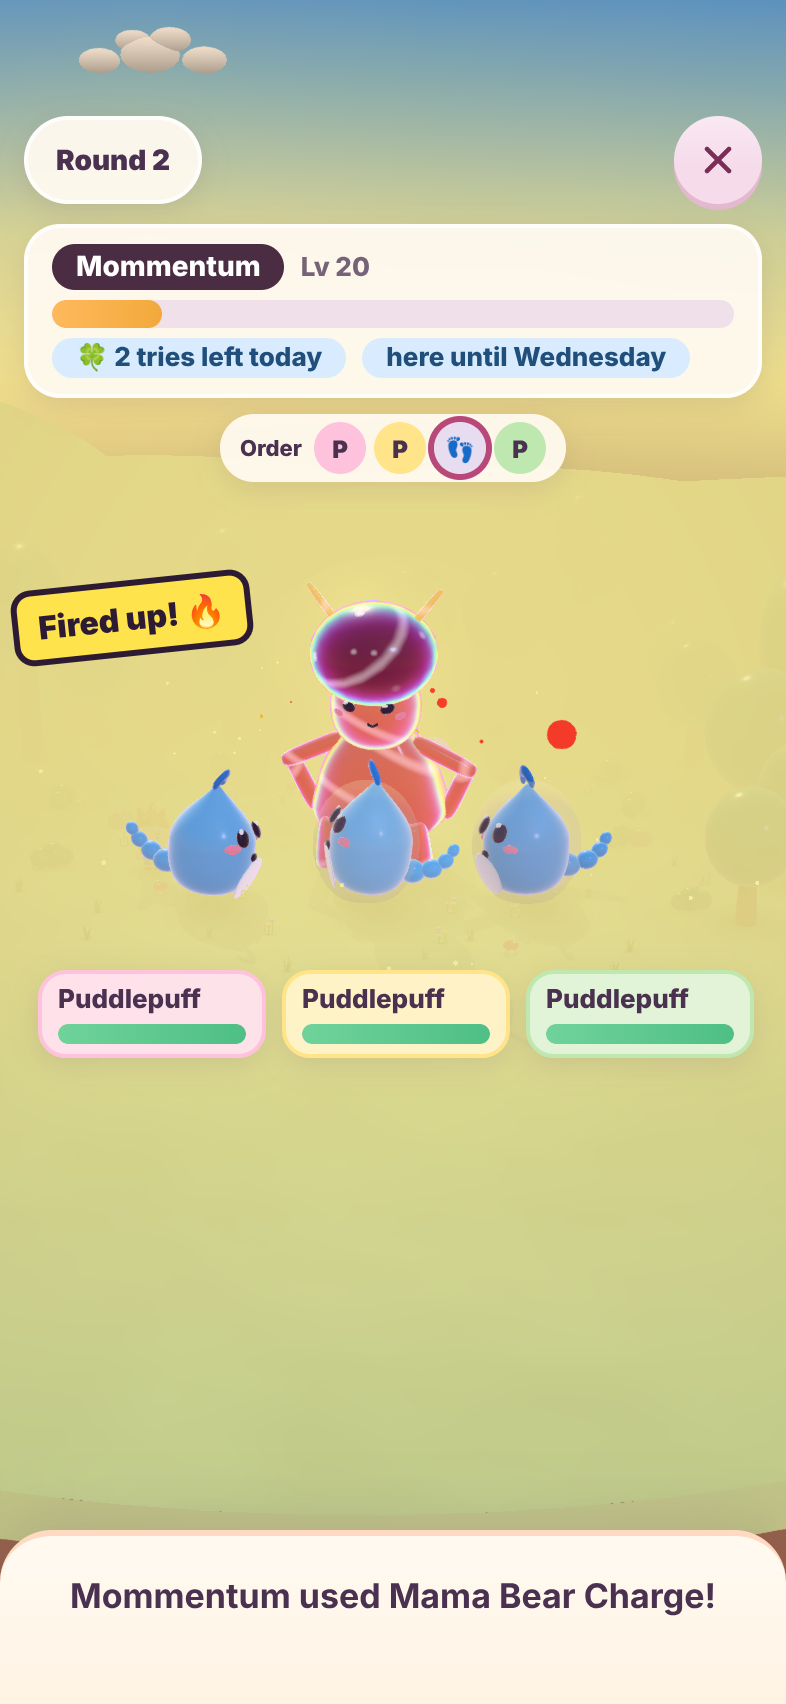 Round 2
Mommentum Lv 20
🍀 2 tries left today here until Wednesday
Order P P 👣 P
Fired up! 🔥
Puddlepuff Puddlepuff Puddlepuff
Mommentum used Mama Bear Charge!